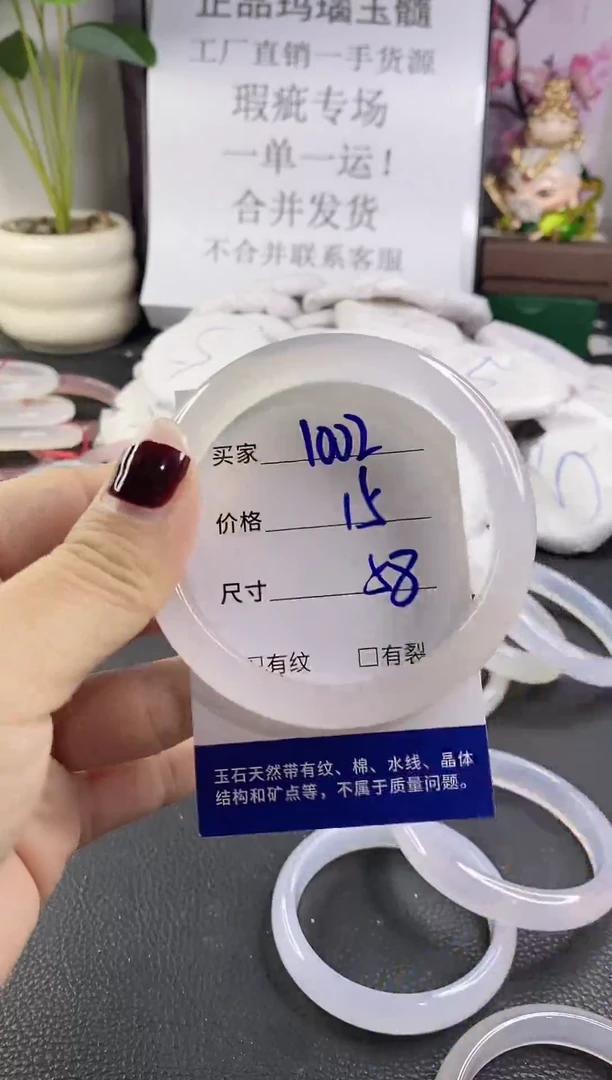 正品玛瑙玉髓
工厂直销一手货源
瑕疵专场
一单一运！
合并发货
不合并联系客服
买家 1002
价格 15
尺寸 58
□有纹 □有裂
玉石天然带有纹、棉、水线、晶体
结构和矿点等，不属于质量问题。